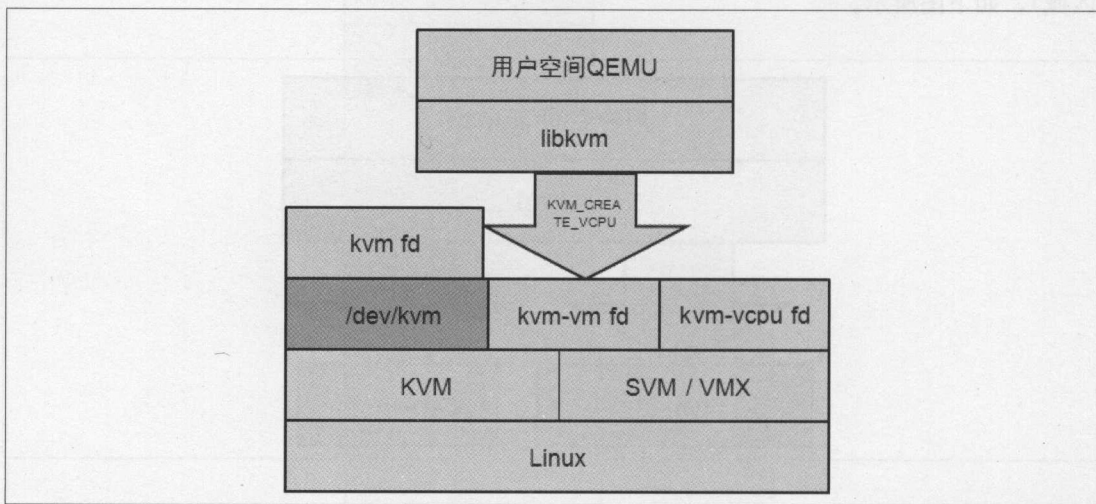 用户空间QEMU
libkvm
KVM_CREA
TE_VCPU
kvm fd
/dev/kvm
kvm-vm fd
kvm-vcpu fd
KVM
SVM / VMX
Linux